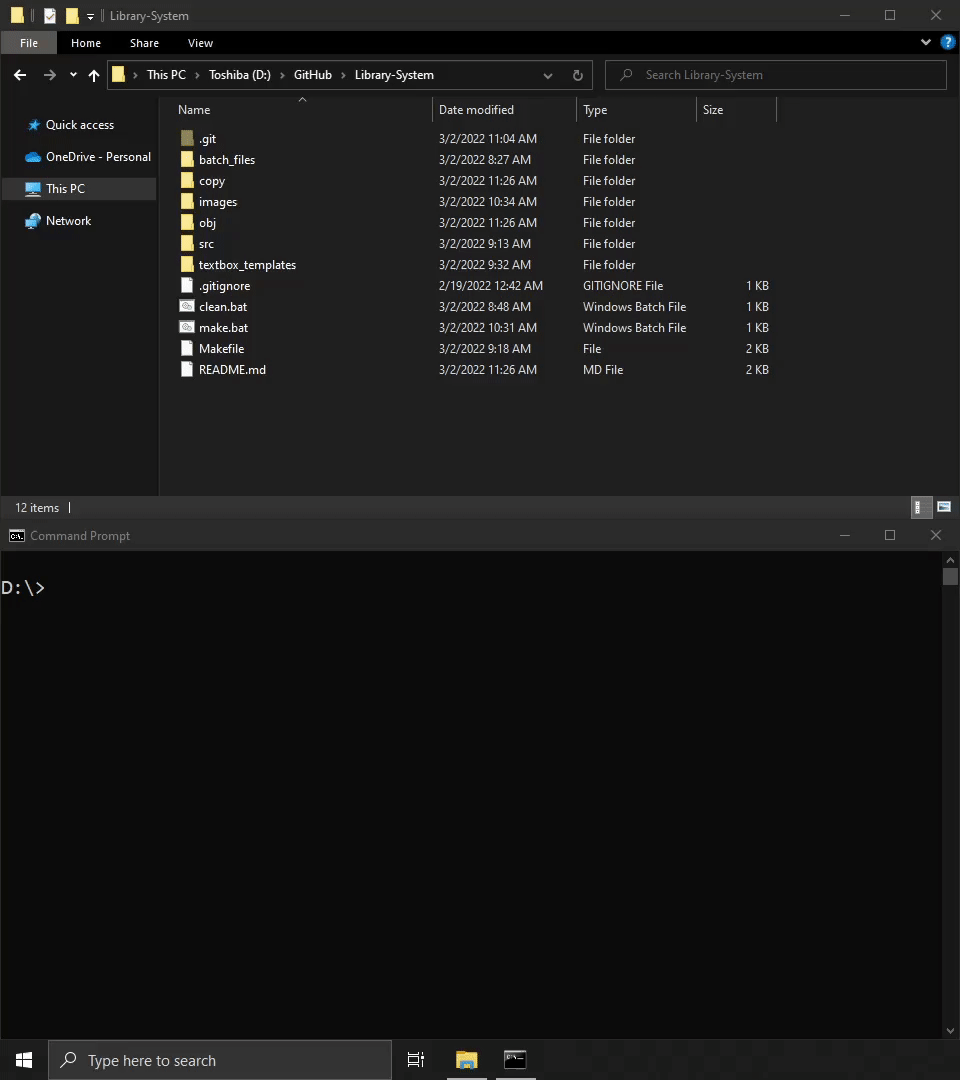 Library-System
File Home Share View
This PC Toshiba (D:) GitHub Library-System
Search Library-System
Quick access
OneDrive - Personal
This PC
Network
Name Date modified Type Size
.git 3/2/2022 11:04 AM File folder
batch_files 3/2/2022 8:27 AM File folder
copy 3/2/2022 11:26 AM File folder
images 3/2/2022 10:34 AM File folder
obj 3/2/2022 11:26 AM File folder
src 3/2/2022 9:13 AM File folder
textbox_templates 3/2/2022 9:32 AM File folder
.gitignore 2/19/2022 12:42 AM GITIGNORE File 1 KB
clean.bat 3/2/2022 8:48 AM Windows Batch File 1 KB
make.bat 3/2/2022 10:31 AM Windows Batch File 1 KB
Makefile 3/2/2022 9:18 AM File 2 KB
README.md 3/2/2022 11:26 AM MD File 2 KB
12 items
Command Prompt
D:\>
Type here to search